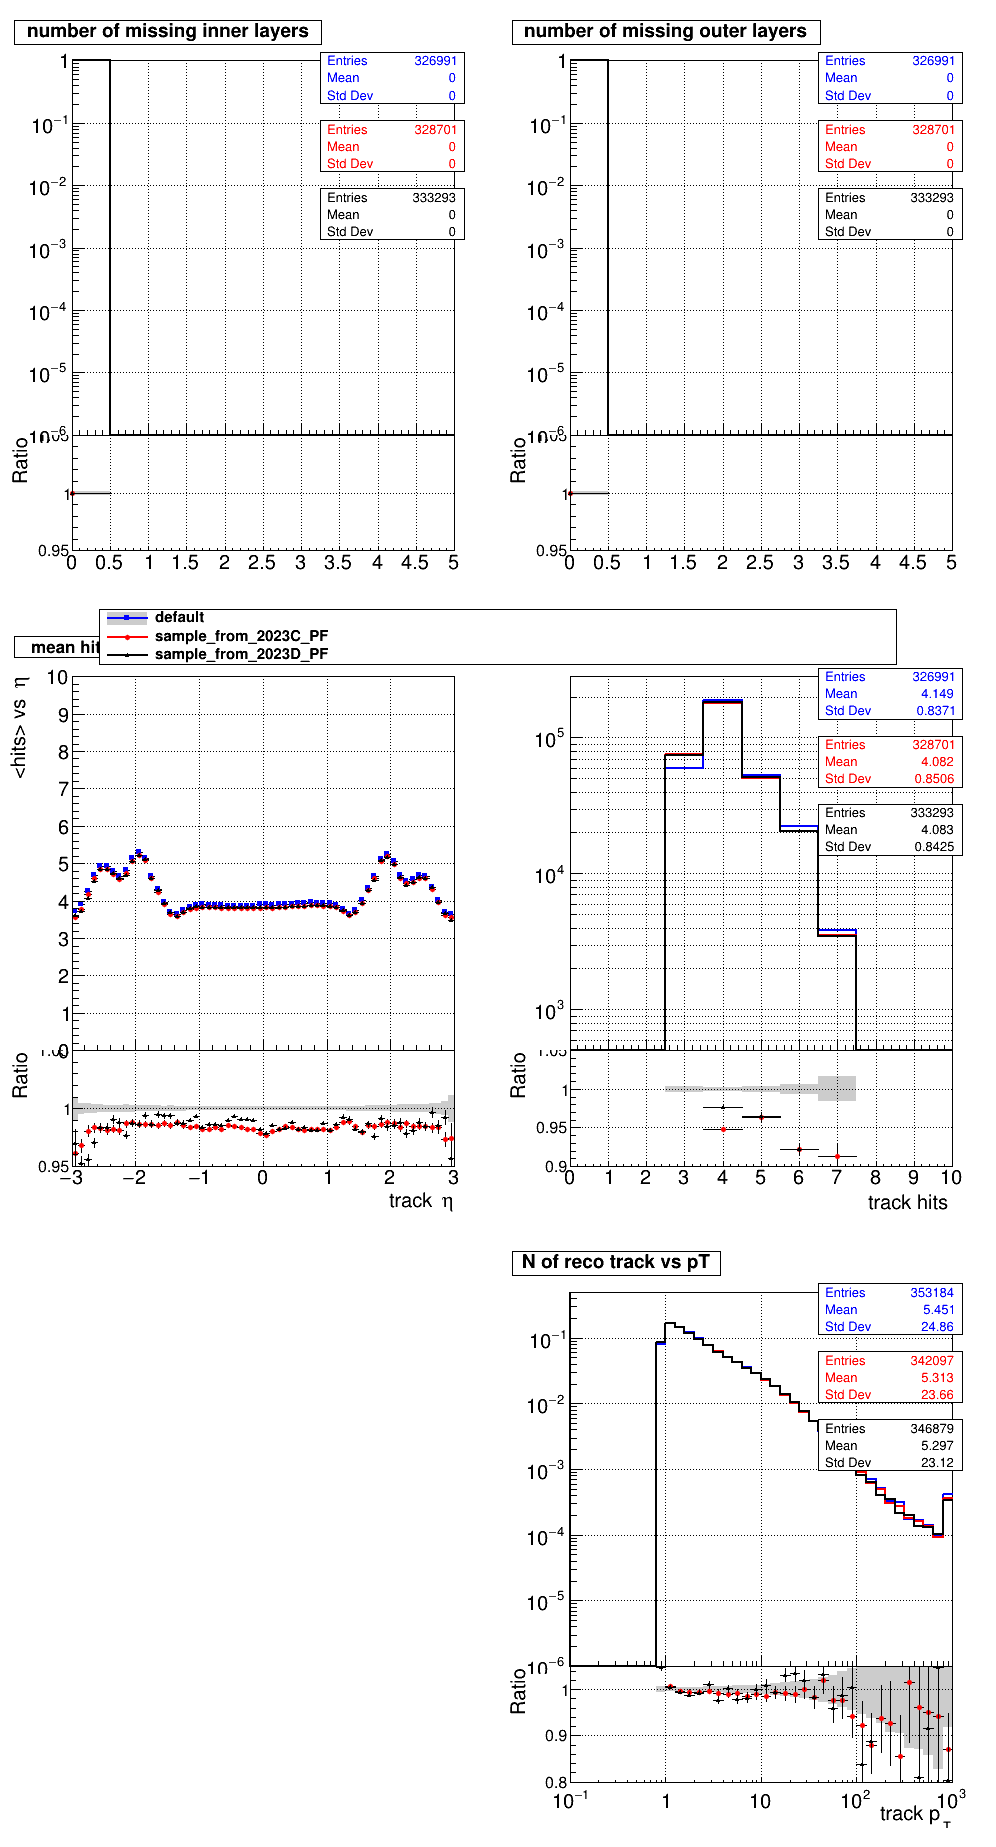 number of missing inner layers
Entries 326991
Mean 0
Std Dev 0
Entries 328701
Mean 0
Std Dev 0
Entries 333293
Mean 0
Std Dev 0
1
10−1
10−2
10−3
10−4
10−5
10−6
Ratio
1
0.95
0 0.5 1 1.5 2 2.5 3 3.5 4 4.5 5
number of missing outer layers
Entries 326991
Mean 0
Std Dev 0
Entries 328701
Mean 0
Std Dev 0
Entries 333293
Mean 0
Std Dev 0
1
10−1
10−2
10−3
10−4
10−5
10−6
Ratio
1
0.95
0 0.5 1 1.5 2 2.5 3 3.5 4 4.5 5
default
sample_from_2023C_PF
sample_from_2023D_PF
mean hit
<hits> vs η
10
9
8
7
6
5
4
3
2
1
0
Ratio
1
0.95
−3 −2 −1 0 1 2 3
track η
Entries 326991
Mean 4.149
Std Dev 0.8371
Entries 328701
Mean 4.082
Std Dev 0.8506
Entries 333293
Mean 4.083
Std Dev 0.8425
105
104
103
Ratio
1.05
1
0.95
0.9
0 1 2 3 4 5 6 7 8 9 10
track hits
N of reco track vs pT
Entries 353184
Mean 5.451
Std Dev 24.86
Entries 342097
Mean 5.313
Std Dev 23.66
Entries 346879
Mean 5.297
Std Dev 23.12
10−1
10−2
10−3
10−4
10−5
10−6
Ratio
1
0.9
0.8
10−1 1 10 102 103
track pT